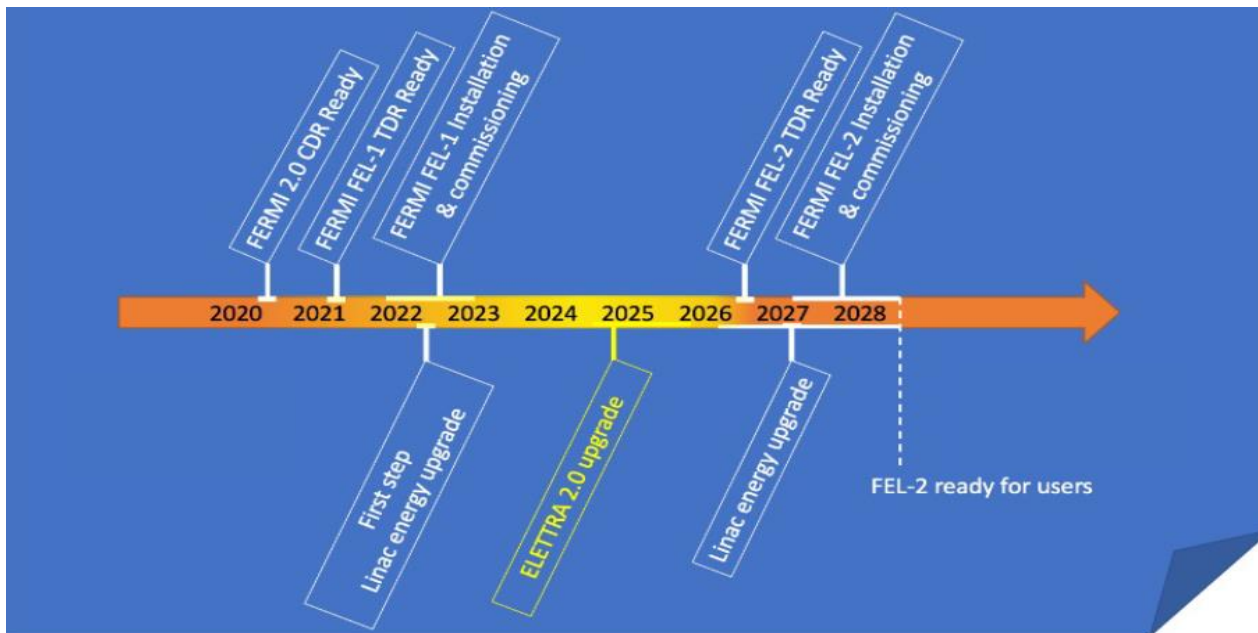 FERMI 2.0 CDR Ready
FERMI FEL-1 TDR Ready
FERMI FEL-1 Installation
& commissioning
FERMI FEL-2 TDR Ready
FERMI FEL-2 Installation
& commissioning
2020 2021 2022 2023 2024 2025 2026 2027 2028
First step
Linac energy upgrade
ELETTRA 2.0 upgrade
Linac energy upgrade
FEL-2 ready for users